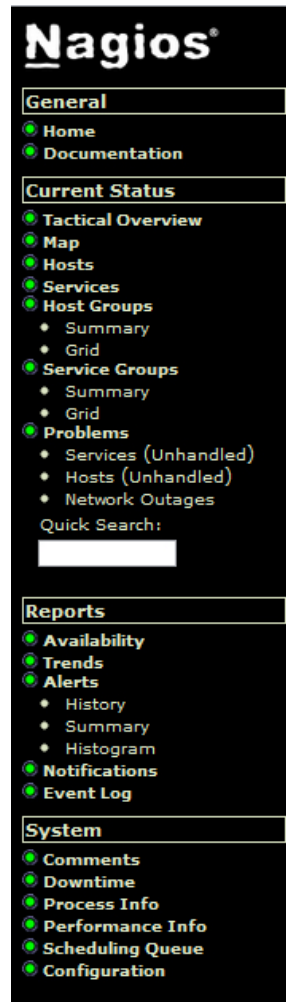 Nagios®
General
Home
Documentation
Current Status
Tactical Overview
Map
Hosts
Services
Host Groups
Summary
Grid
Service Groups
Summary
Grid
Problems
Services (Unhandled)
Hosts (Unhandled)
Network Outages
Quick Search:
Reports
Availability
Trends
Alerts
History
Summary
Histogram
Notifications
Event Log
System
Comments
Downtime
Process Info
Performance Info
Scheduling Queue
Configuration